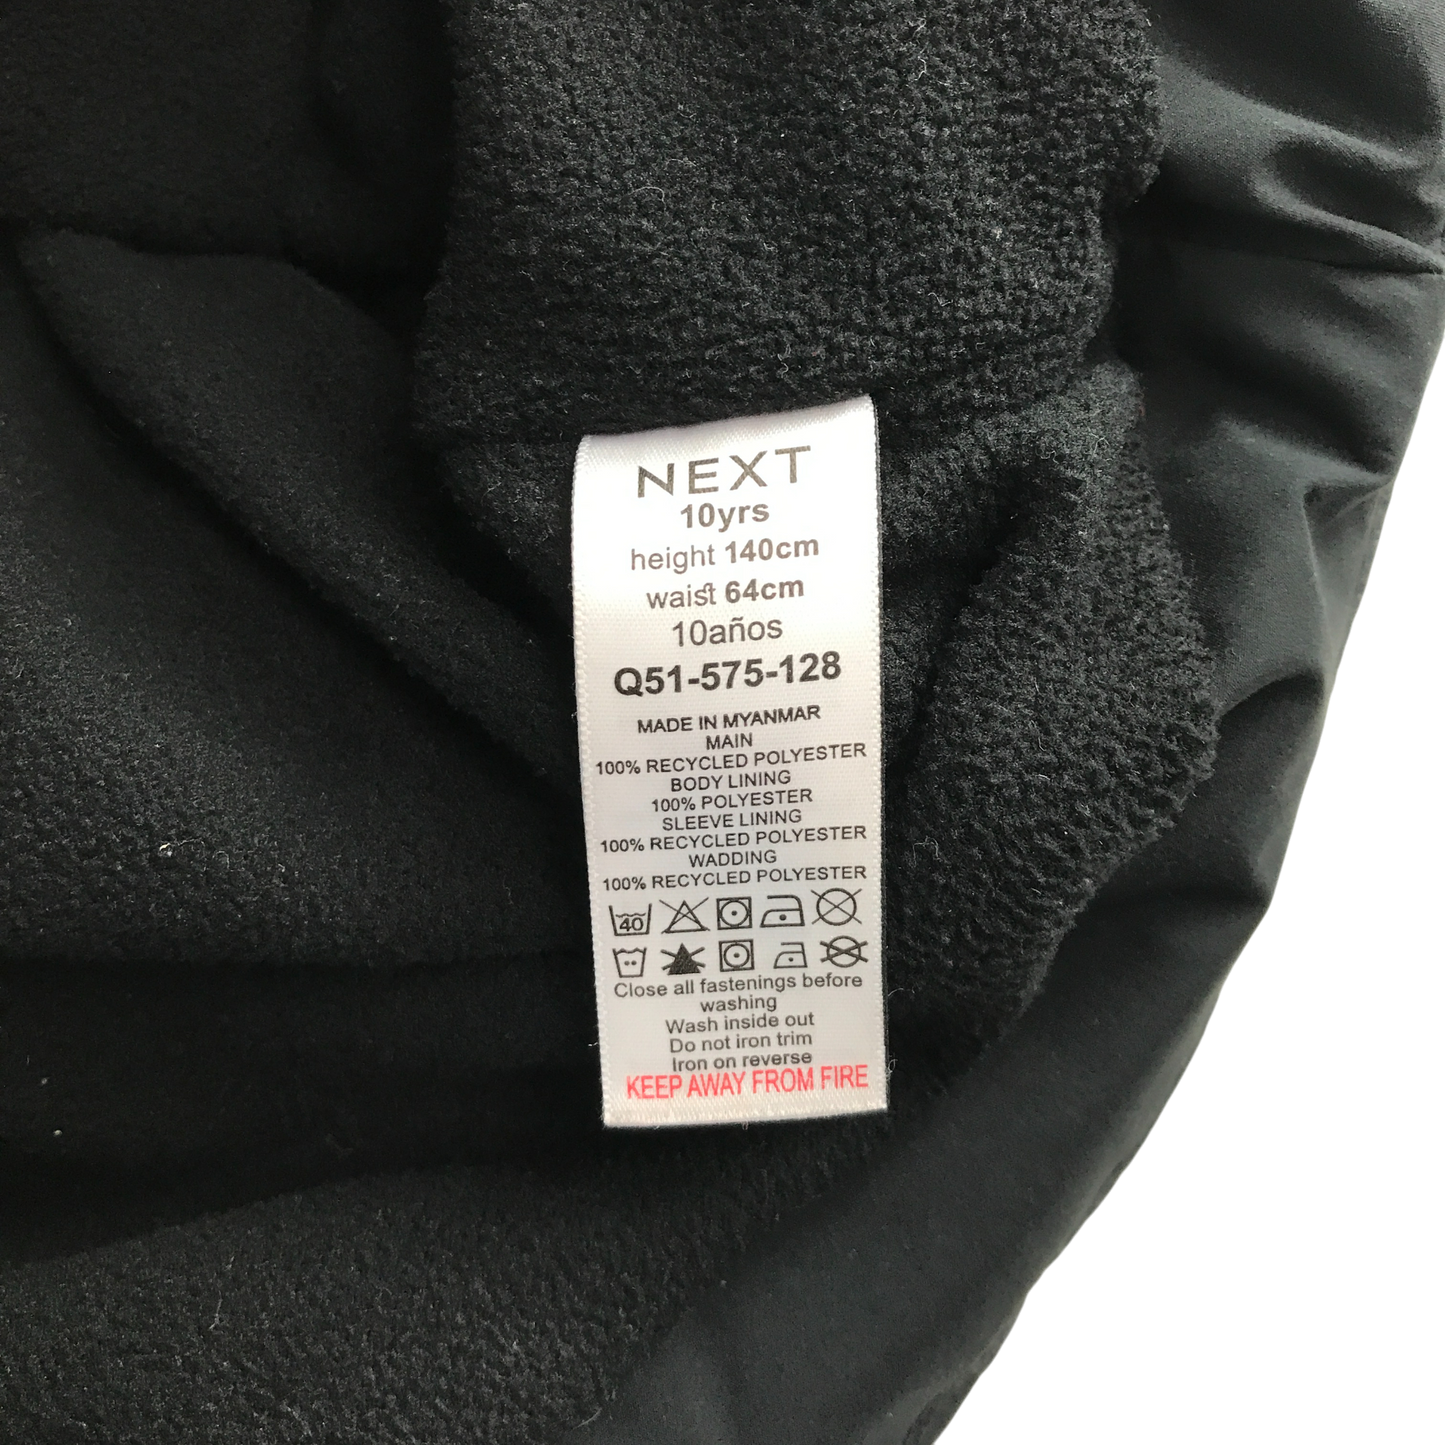 NEXT
10yrs
height 140cm
waist 64cm
10años
Q51-575-128
MADE IN MYANMAR
MAIN
100% RECYCLED POLYESTER
BODY LINING
100% POLYESTER
SLEEVE LINING
100% RECYCLED POLYESTER
WADDING
100% RECYCLED POLYESTER
40
Close all fastenings before
washing
Wash inside out
Do not iron trim
Iron on reverse
KEEP AWAY FROM FIRE